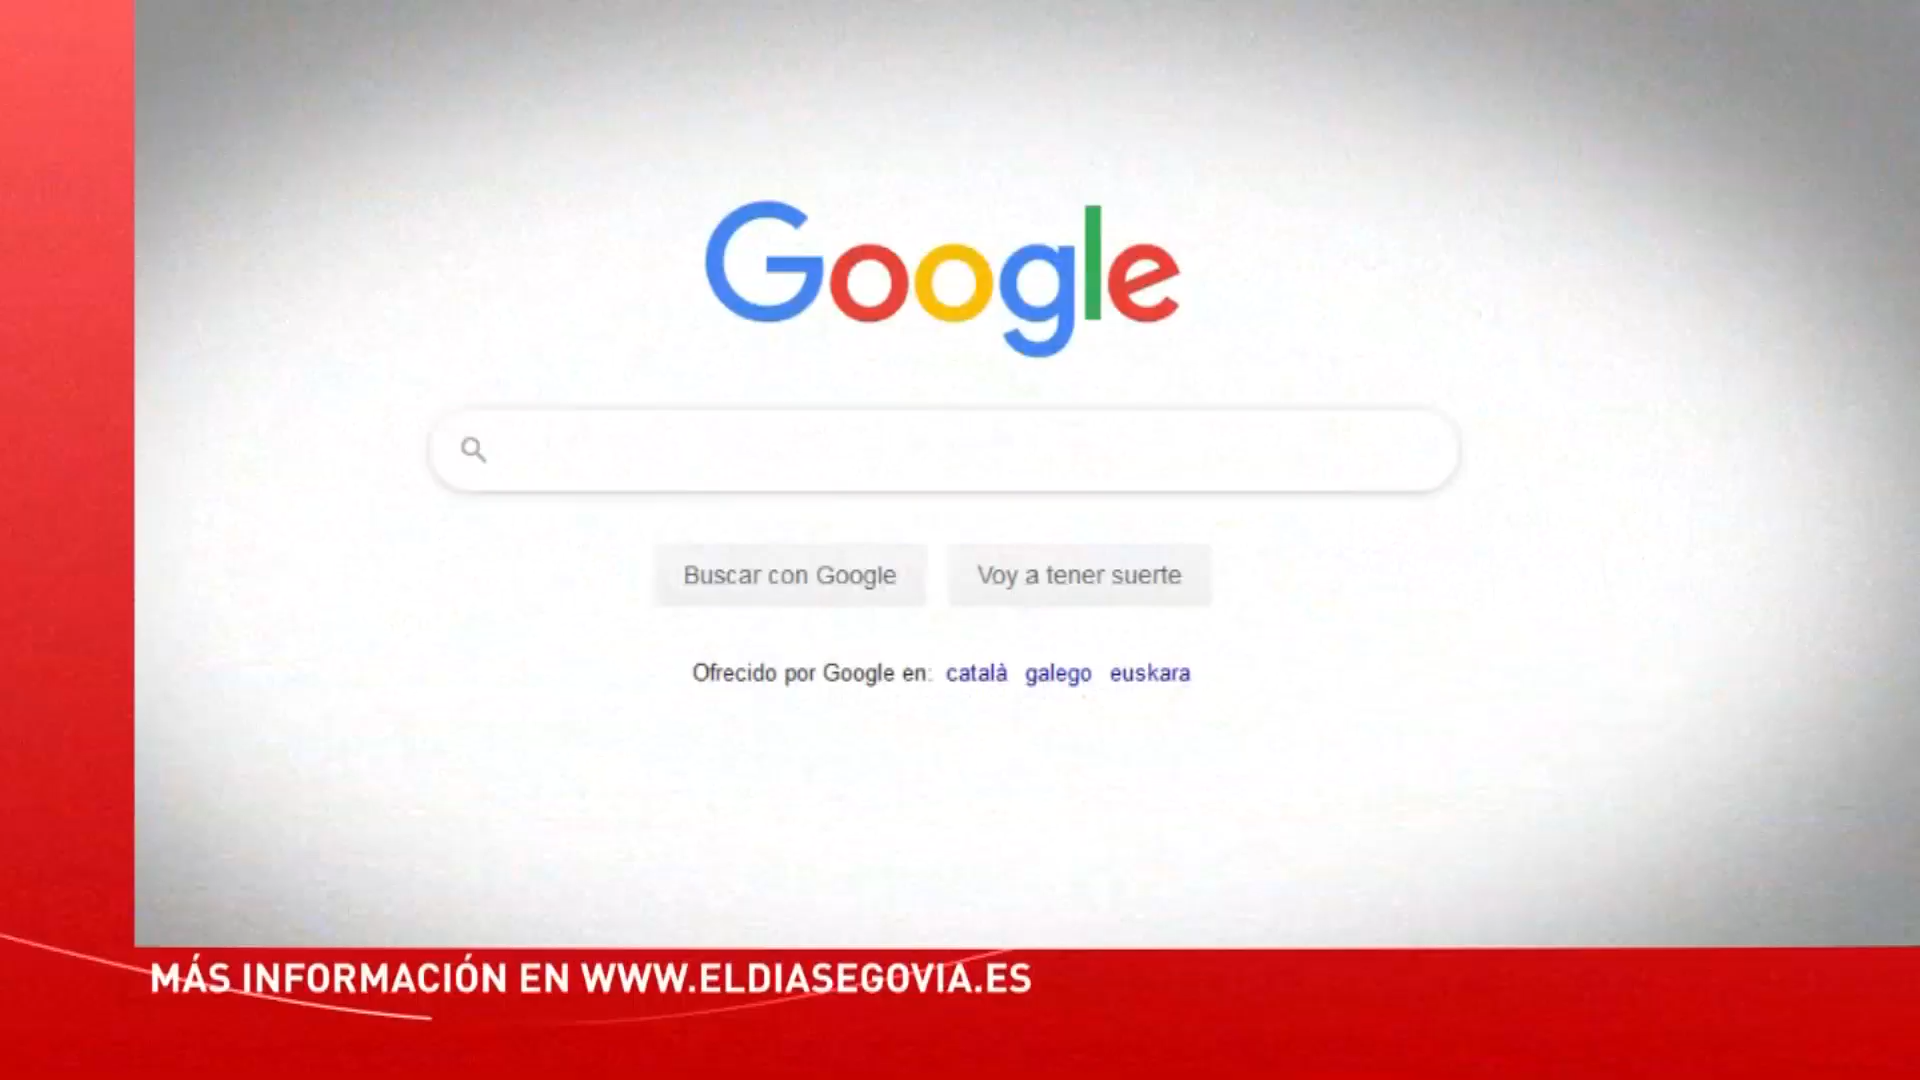 Google
Buscar con Google Voy a tener suerte
Ofrecido por Google en: català galego euskara
MÁS INFORMACIÓN EN WWW.ELDIASEGOVIA.ES